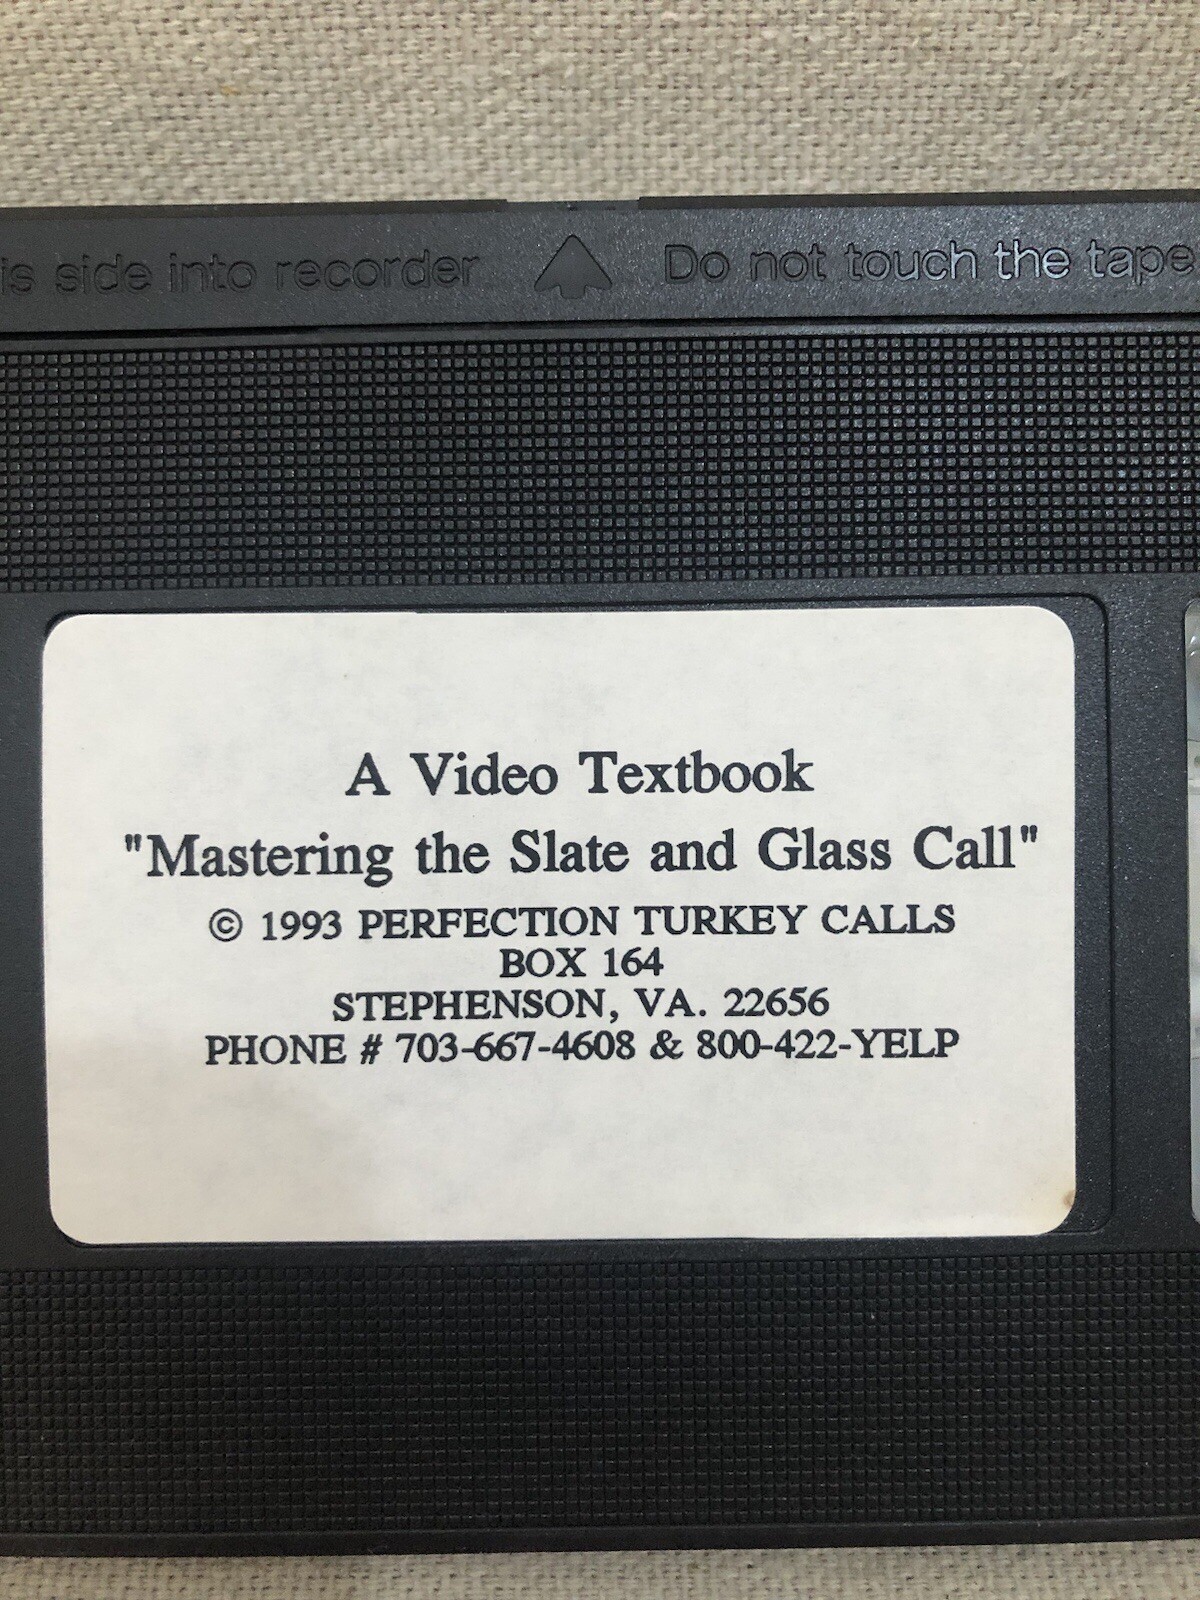 is side into recorder Do not touch the tape
A Video Textbook
"Mastering the Slate and Glass Call"
© 1993 PERFECTION TURKEY CALLS
BOX 164
STEPHENSON, VA. 22656
PHONE # 703-667-4608 & 800-422-YELP